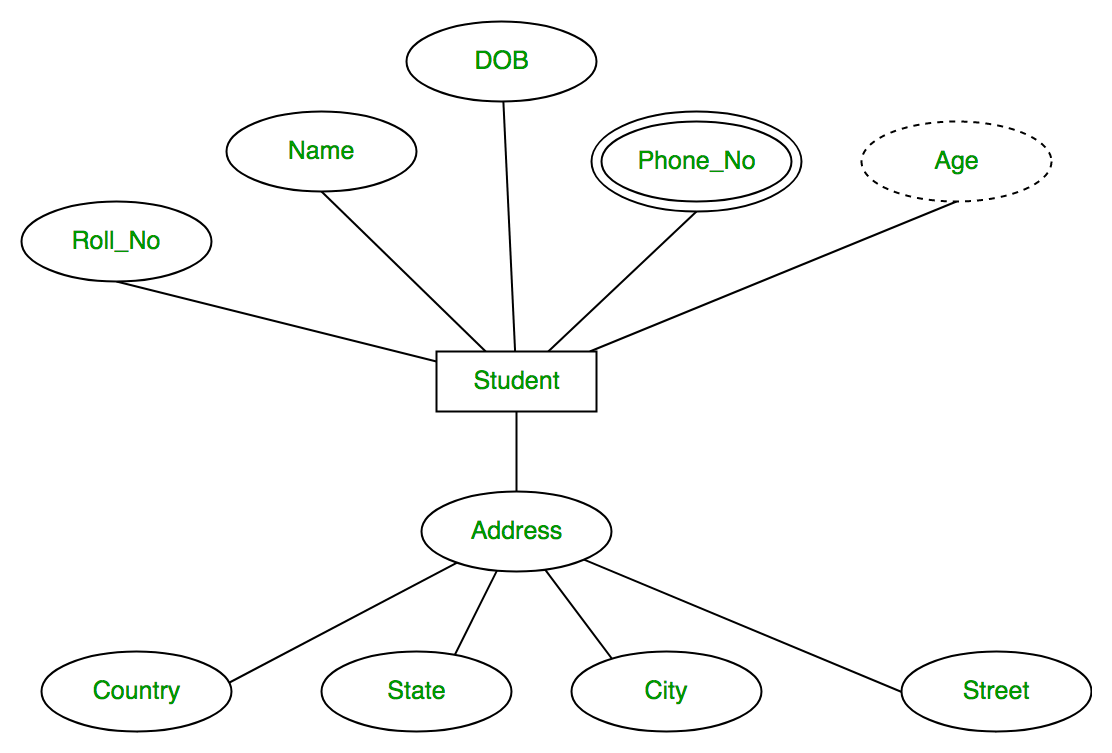 DOB
Name
Phone_No
Age
Roll_No
Student
Address
Country
State
City
Street